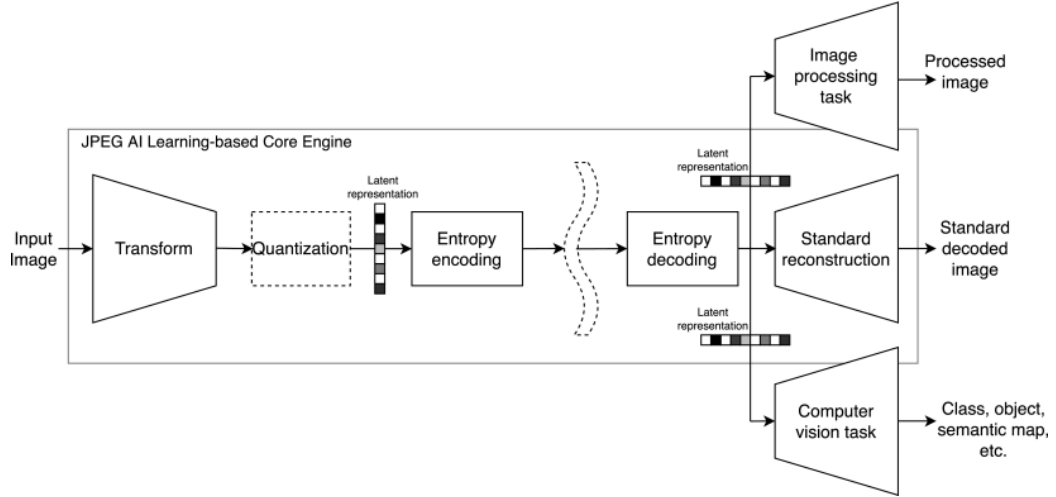 Image
processing
task
Processed
image
JPEG AI Learning-based Core Engine
Latent
representation
Latent
representation
Input
Image
Transform
Quantization
Entropy
encoding
Entropy
decoding
Standard
reconstruction
Standard
decoded
image
Latent
representation
Computer
vision task
Class, object,
semantic map,
etc.